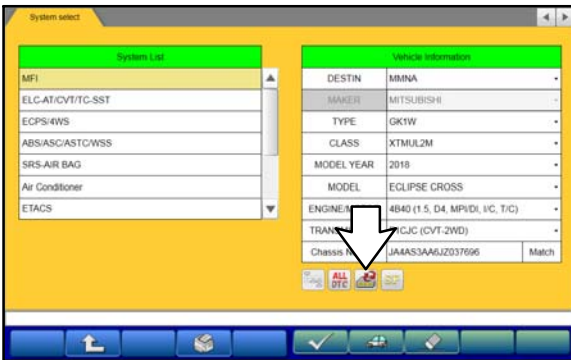 System select
System List
MFI
ELC-AT/CVT/TC-SST
ECPS/4WS
ABS/ASC/ASTC/WSS
SRS-AIR BAG
Air Conditioner
ETACS
Vehicle Information
DESTIN MMNA
MAKER MITSUBISHI
TYPE GK1W
CLASS XTMUL2M
MODEL YEAR 2018
MODEL ECLIPSE CROSS
4B40 (1.5, D4, MPI/DI, I/C, T/C)
(CVT-2WD)
Chassis JA4AS3AA6JZ037696 Match
ALL
DTC